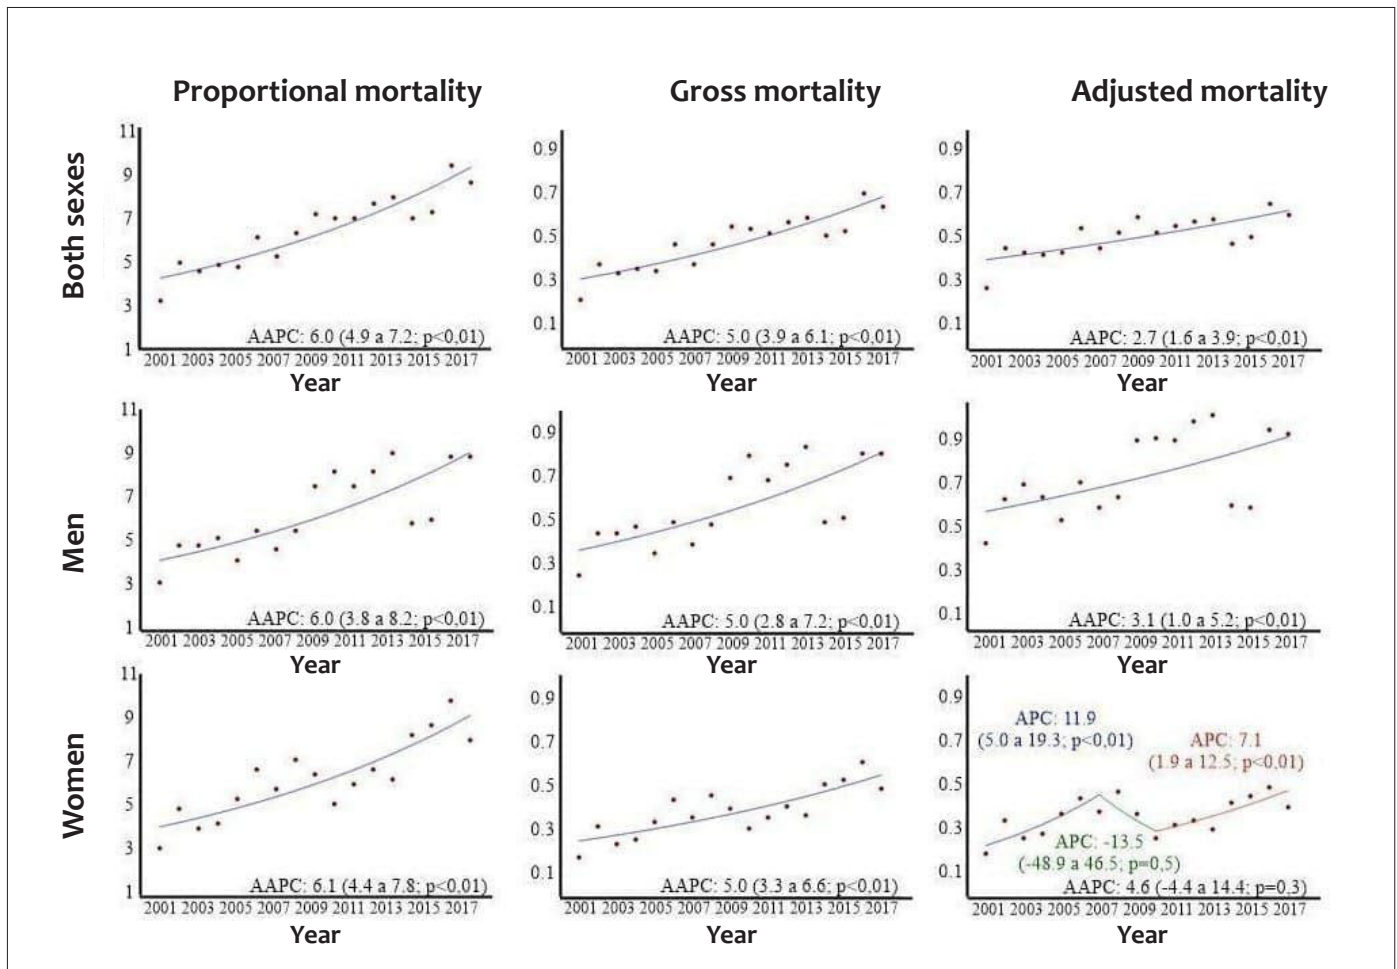 Proportional mortality Gross mortality Adjusted mortality
Both sexes
11
9
7
5
3
1
AAPC: 6.0 (4.9 a 7.2; p<0,01)
2001 2003 2005 2007 2009 2011 2013 2015 2017
Year
0.9
0.7
0.5
0.3
0.1
AAPC: 5.0 (3.9 a 6.1; p<0,01)
2001 2003 2005 2007 2009 2011 2013 2015 2017
Year
0.9
0.7
0.5
0.3
0.1
AAPC: 2.7 (1.6 a 3.9; p<0,01)
2001 2003 2005 2007 2009 2011 2013 2015 2017
Year
Men
11
9
7
5
3
1
AAPC: 6.0 (3.8 a 8.2; p<0,01)
2001 2003 2005 2007 2009 2011 2013 2015 2017
Year
0.9
0.7
0.5
0.3
0.1
AAPC: 5.0 (2.8 a 7.2; p<0,01)
2001 2003 2005 2007 2009 2011 2013 2015 2017
Year
0.9
0.7
0.5
0.3
0.1
AAPC: 3.1 (1.0 a 5.2; p<0,01)
2001 2003 2005 2007 2009 2011 2013 2015 2017
Year
Women
11
9
7
5
3
1
AAPC: 6.1 (4.4 a 7.8; p<0,01)
2001 2003 2005 2007 2009 2011 2013 2015 2017
Year
0.9
0.7
0.5
0.3
0.1
AAPC: 5.0 (3.3 a 6.6; p<0,01)
2001 2003 2005 2007 2009 2011 2013 2015 2017
Year
0.9
0.7
0.5
0.3
0.1
APC: 11.9
(5.0 a 19.3; p<0,01)
APC: 7.1
(1.9 a 12.5; p<0,01)
APC: -13.5
(-48.9 a 46.5; p=0,5)
AAPC: 4.6 (-4.4 a 14.4; p=0,3)
2001 2003 2005 2007 2009 2011 2013 2015 2017
Year